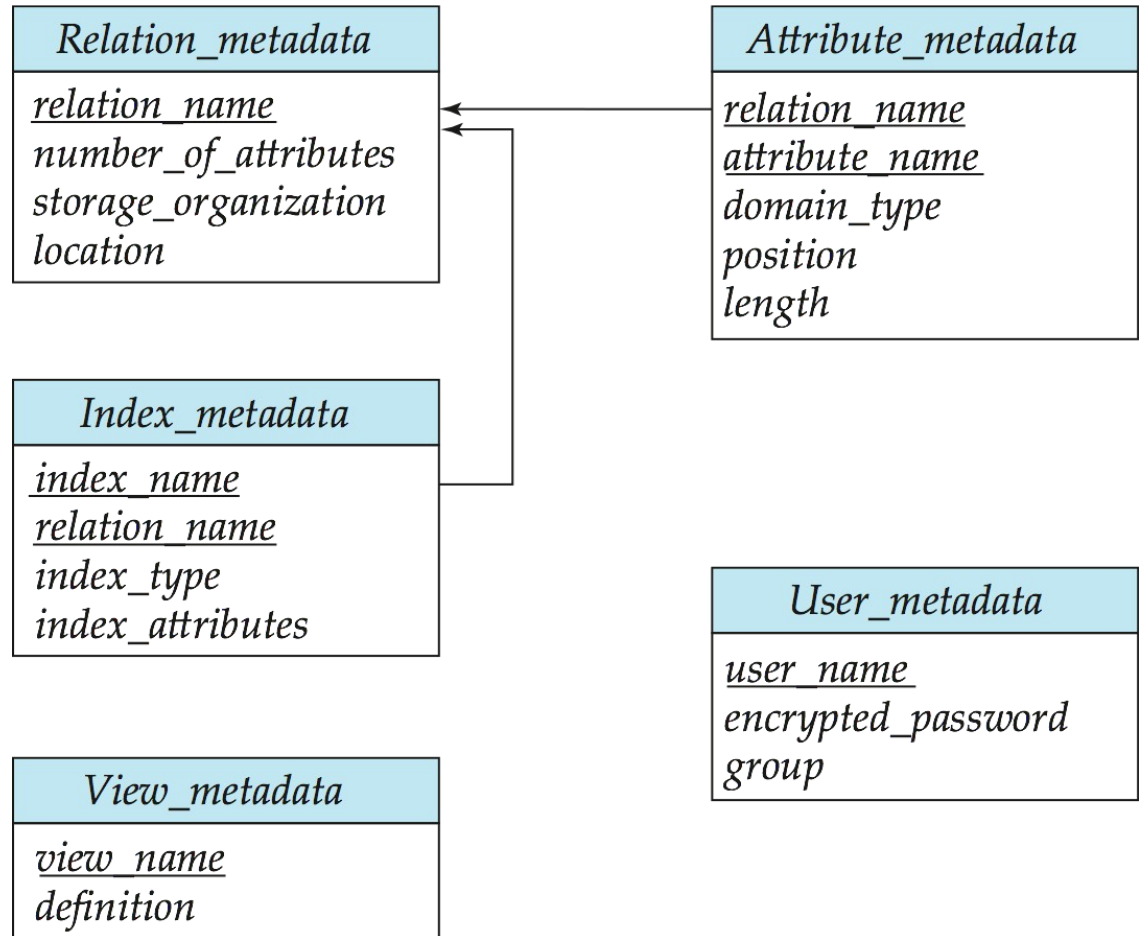 Relation_metadata
relation_name
number_of_attributes
storage_organization
location
Attribute_metadata
relation_name
attribute_name
domain_type
position
length
Index_metadata
index_name
relation_name
index_type
index_attributes
User_metadata
user_name
encrypted_password
group
View_metadata
view_name
definition